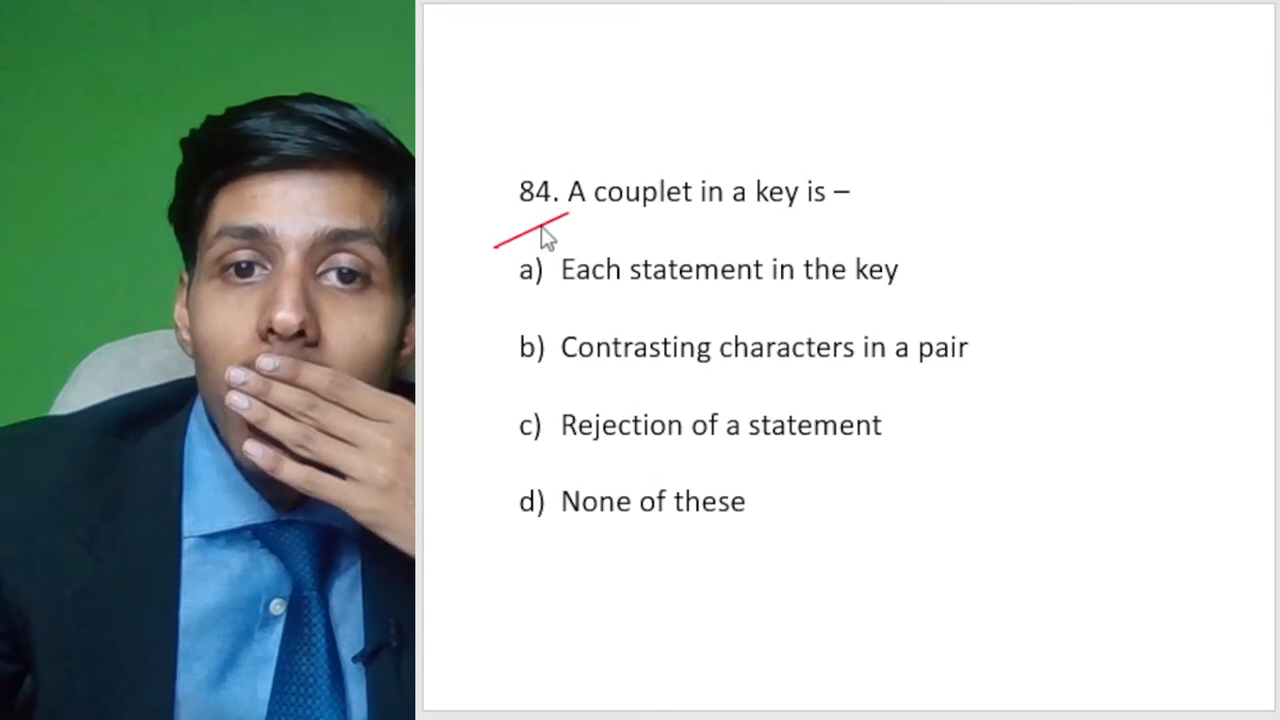 84. A couplet in a key is –
a) Each statement in the key
b) Contrasting characters in a pair
c) Rejection of a statement
d) None of these